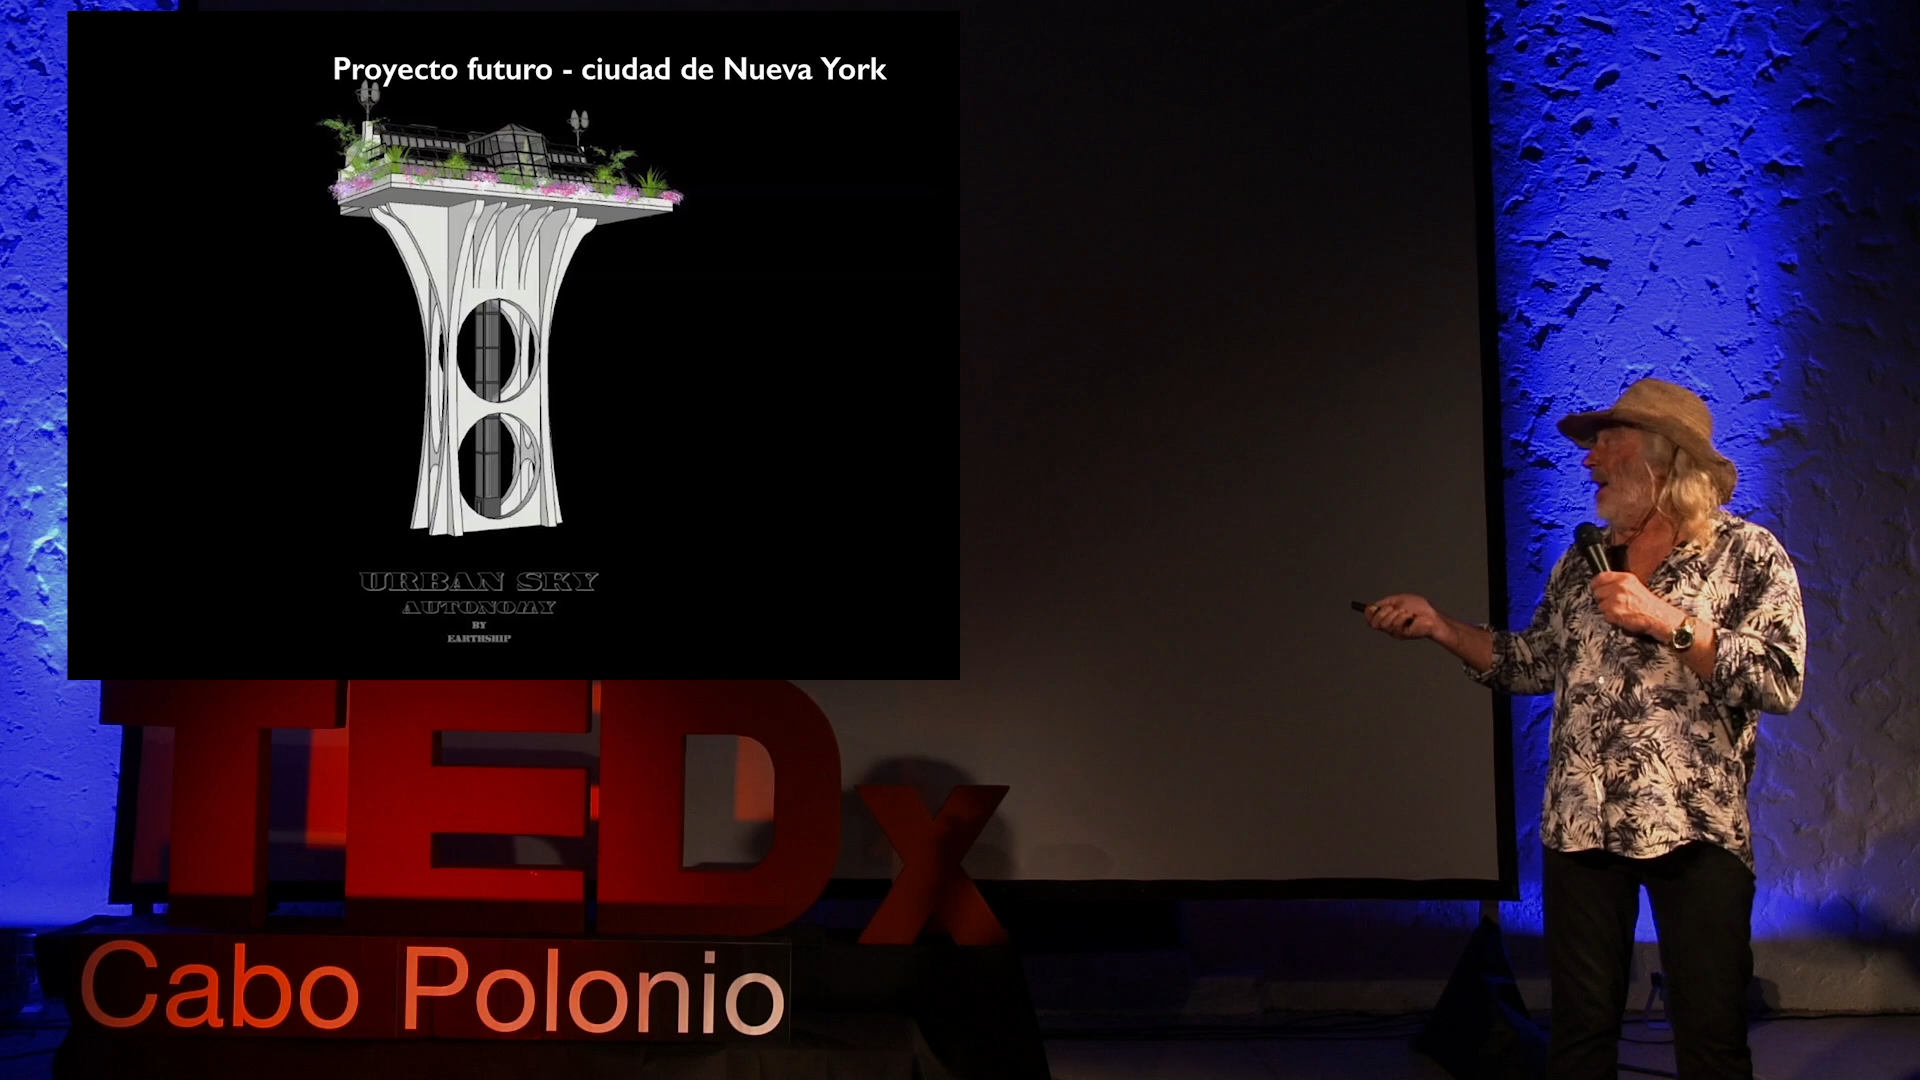 Proyecto futuro - ciudad de Nueva York
URBAN SKY
AUTONOMY
BY
EARTHSHIP
TEDx
Cabo Polonio